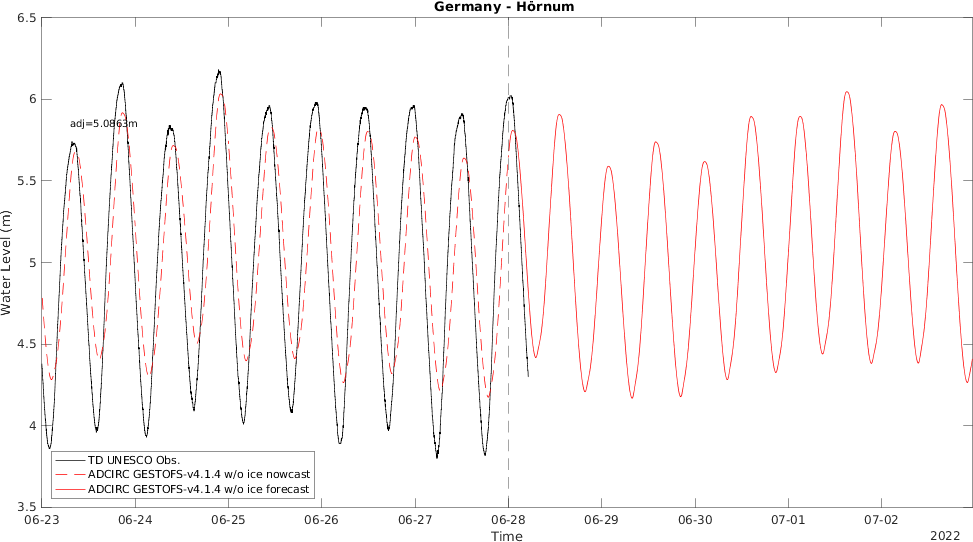 Germany - Hörnum
6.5
6
5.5
5
4.5
4
3.5
Water Level (m)
adj=5.0863m
TD UNESCO Obs.
ADCIRC GESTOFS-v4.1.4 w/o ice nowcast
ADCIRC GESTOFS-v4.1.4 w/o ice forecast
06-23 06-24 06-25 06-26 06-27 06-28 06-29 06-30 07-01 07-02
Time
2022